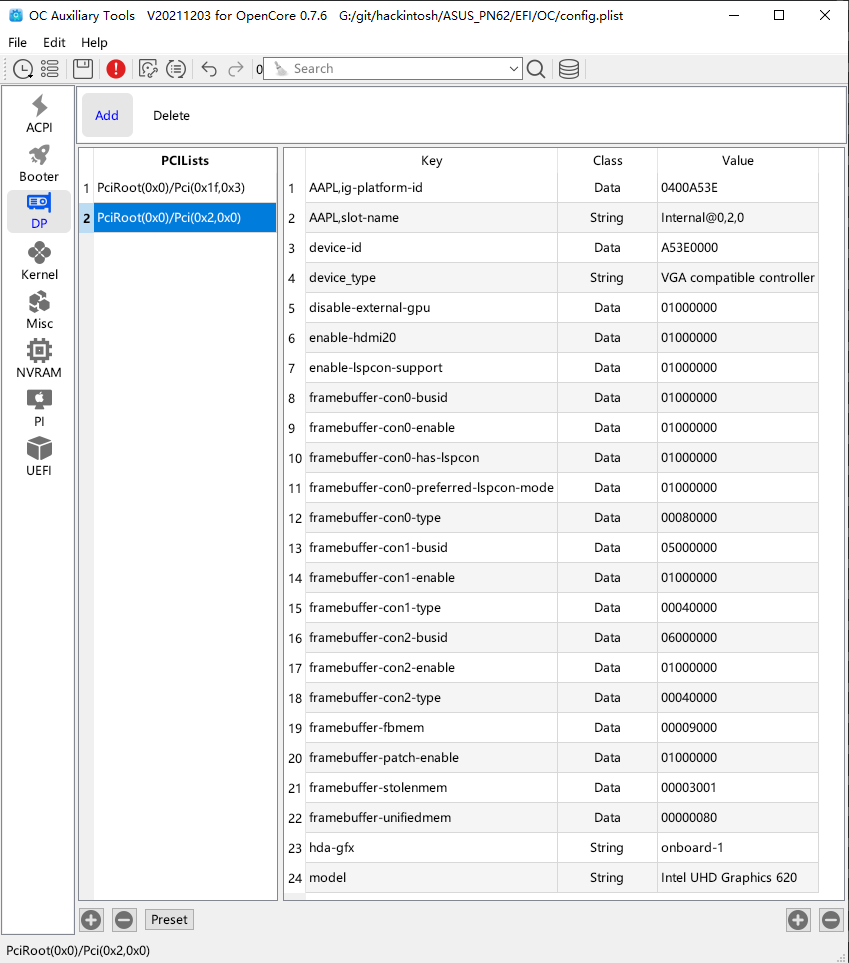 OC Auxiliary Tools V20211203 for OpenCore 0.7.6 G:/git/hackintosh/ASUS_PN62/EFI/OC/config.plist
File Edit Help
0 Search
ACPI
Booter
DP
Kernel
Misc
NVRAM
PI
UEFI
Add Delete
PCILists
1 PciRoot(0x0)/Pci(0x1f,0x3)
2 PciRoot(0x0)/Pci(0x2,0x0)
Key Class Value
1 AAPL,ig-platform-id Data 0400A53E
2 AAPL,slot-name String Internal@0,2,0
3 device-id Data A53E0000
4 device_type String VGA compatible controller
5 disable-external-gpu Data 01000000
6 enable-hdmi20 Data 01000000
7 enable-lspcon-support Data 01000000
8 framebuffer-con0-busid Data 01000000
9 framebuffer-con0-enable Data 01000000
10 framebuffer-con0-has-lspcon Data 01000000
11 framebuffer-con0-preferred-lspcon-mode Data 01000000
12 framebuffer-con0-type Data 00080000
13 framebuffer-con1-busid Data 05000000
14 framebuffer-con1-enable Data 01000000
15 framebuffer-con1-type Data 00040000
16 framebuffer-con2-busid Data 06000000
17 framebuffer-con2-enable Data 01000000
18 framebuffer-con2-type Data 00040000
19 framebuffer-fbmem Data 00009000
20 framebuffer-patch-enable Data 01000000
21 framebuffer-stolenmem Data 00003001
22 framebuffer-unifiedmem Data 00000080
23 hda-gfx String onboard-1
24 model String Intel UHD Graphics 620
Preset
PciRoot(0x0)/Pci(0x2,0x0)